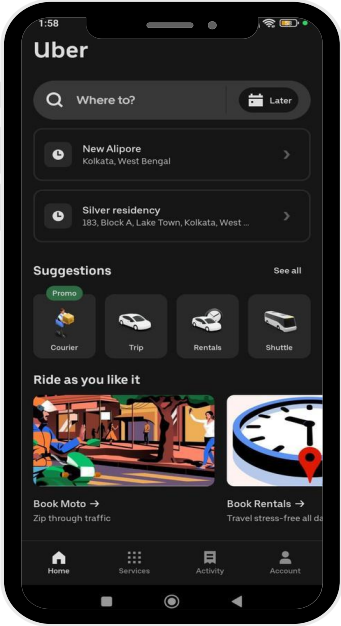 1:58
Uber
Where to?
Later
New Alipore
Kolkata, West Bengal
Silver residency
183, Block A, Lake Town, Kolkata, West ...
Suggestions
See all
Promo
Courier
Trip
Rentals
Shuttle
Ride as you like it
Book Moto →
Zip through traffic
Book Rentals →
Travel stress-free all da
Home
Services
Activity
Account